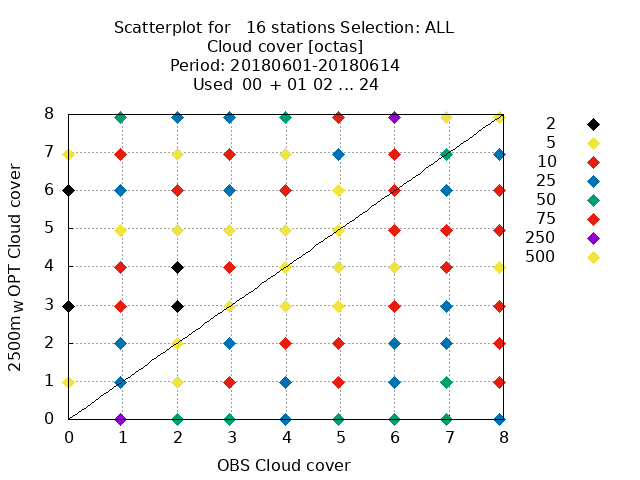 Scatterplot for   16 stations Selection: ALL
Cloud cover [octas]
Period: 20180601-20180614
Used  00 + 01 02 ... 24
2500m_w OPT Cloud cover
8
7
6
5
4
3
2
1
0
0 1 2 3 4 5 6 7 8
OBS Cloud cover
2
5
10
25
50
75
250
500